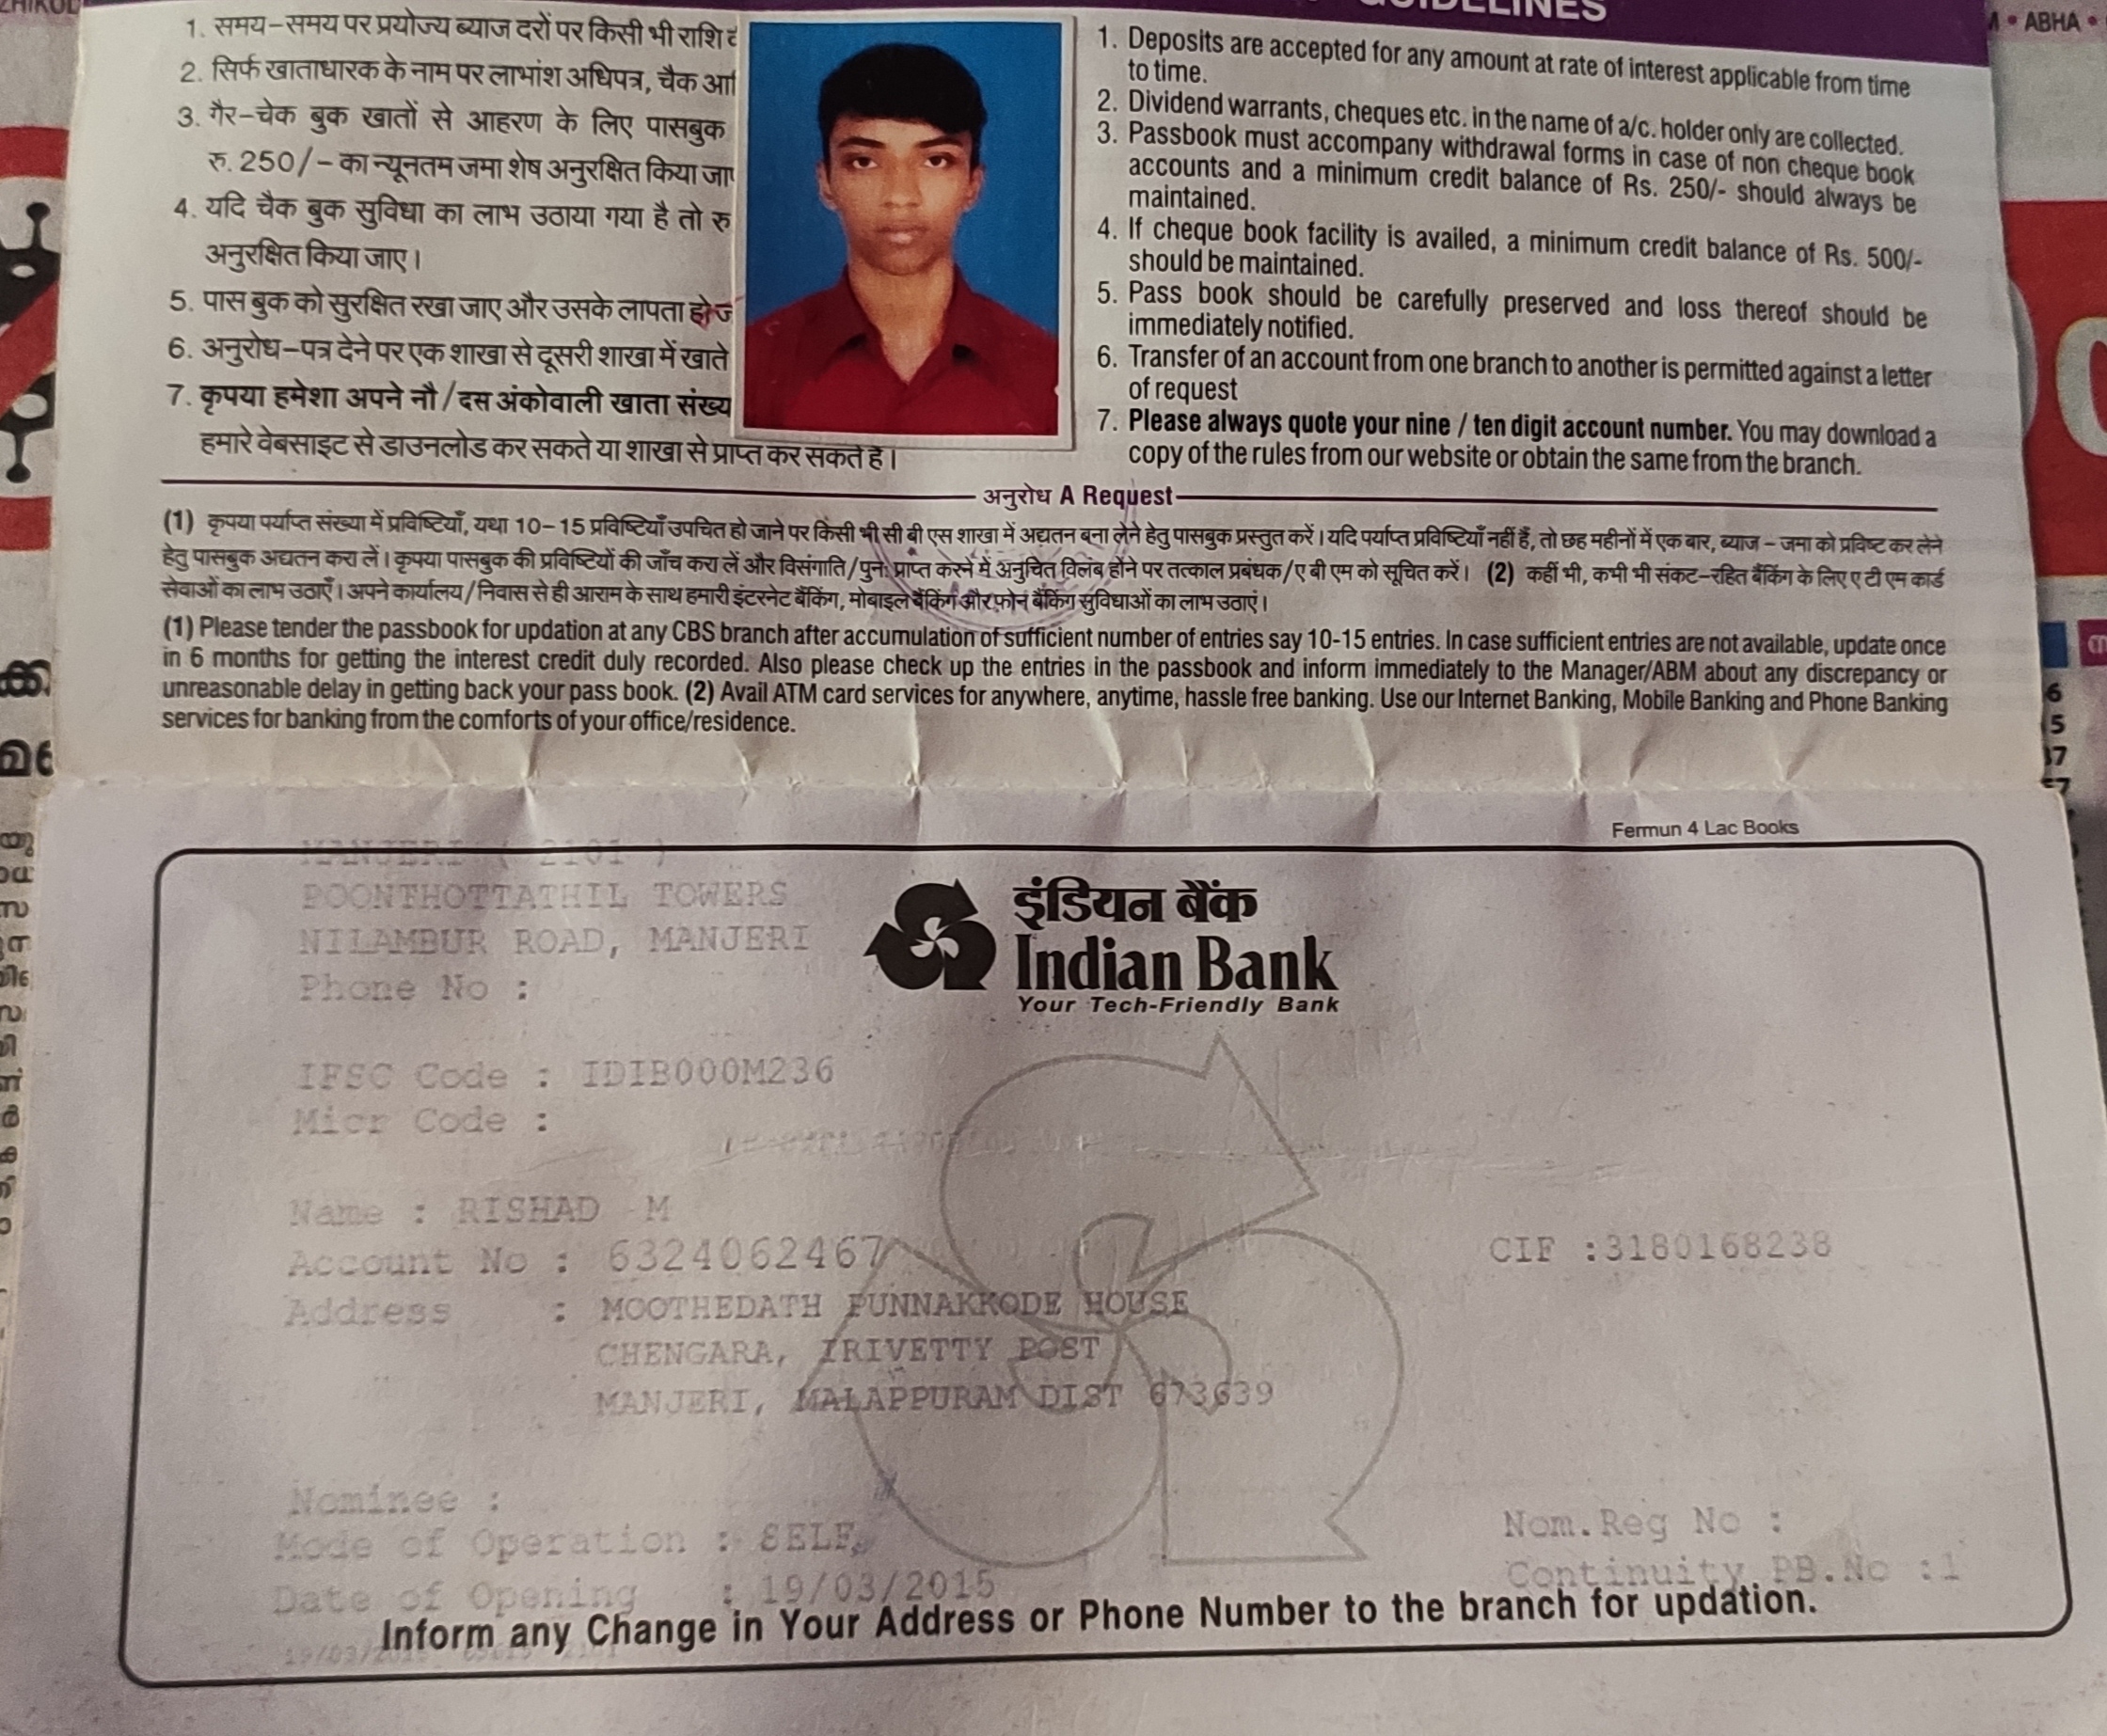 GUIDELINES
1. समय-समय पर प्रयोज्य ब्याज दरों पर किसी भी राशि
2. सिर्फ खाताधारक के नाम पर लाभांश अधिपत्र, चैक
3. गैर-चेक बुक खातों से आहरण के लिए पासबुक
रु. 250/- का न्यूनतम जमा शेष अनुरक्षित किया
4. यदि चैक बुक सुविधा का लाभ उठाया गया है तो रु
अनुरक्षित किया जाए।
5. पास बुक को सुरक्षित रखा जाए और उसके लापता हो
6. अनुरोध-पत्र देने पर एक शाखा से दूसरी शाखा में खाते
7. कृपया हमेशा अपने नौ/दस अंकोवाली खाता
हमारे वेबसाइट से डाउनलोड कर सकते या शाखा से प्राप्त कर सकते है।
1. Deposits are accepted for any amount at rate of interest applicable from time
to time.
2. Dividend warrants, cheques etc. in the name of a/c. holder only are collected.
3. Passbook must accompany withdrawal forms in case of non cheque book
accounts and a minimum credit balance of Rs. 250/- should always be
maintained.
4. If cheque book facility is availed, a minimum credit balance of Rs. 500/-
should be maintained.
5. Pass book should be carefully preserved and loss thereof should be
immediately notified.
6. Transfer of an account from one branch to another is permitted against a letter
of request
7. Please always quote your nine / ten digit account number. You may download a
copy of the rules from our website or obtain the same from the branch.
अनुरोध A Request
(1) कृपया पर्याप्त संख्या में प्रविष्टियाँ, यथा 10-15 प्रविष्टियाँ उपचित हो जाने पर किसी भी सी बी एस शाखा में अद्यतन बना लेने हेतु पासबुक प्रस्तुत करें। यदि पर्याप्त प्रविष्टियाँ नहीं हैं, तो छह महीनों में एक बार, ब्याज - जमा को प्रविष्ट कर लेने
हेतु पासबुक अद्यतन करा लें। कृपया पासबुक की प्रविष्टियों की जाँच करा लें और विसंगाति/पुनः प्राप्त करने में अनुचित विलंब होंने पर तत्काल प्रबंधक/ए बी एम को सूचित करें। (2) कहीं भी, कभी भी संकट-रहित बैंकिंग के लिए ए टी एम कार्ड
सेवाओं का लाभ उठाएँ। अपने कार्यालय/निवास से ही आराम के साथ हमारी इंटरनेट बैंकिंग, मोबाइल बैंकिंग और फ़ोन बैंकिंग सुविधाओं का लाभ उठाएं।
(1) Please tender the passbook for updation at any CBS branch after accumulation of sufficient number of entries say 10-15 entries. In case sufficient entries are not available, update once
in 6 months for getting the interest credit duly recorded. Also please check up the entries in the passbook and inform immediately to the Manager/ABM about any discrepancy or
unreasonable delay in getting back your pass book. (2) Avail ATM card services for anywhere, anytime, hassle free banking. Use our Internet Banking, Mobile Banking and Phone Banking
services for banking from the comforts of your office/residence.
Fermun 4 Lac Books
MANJERI ( 2101 )
POONTHOTTATHIL TOWERS
NILAMBUR ROAD, MANJERI
Phone No :
इंडियन बैंक
Indian Bank
Your Tech-Friendly Bank
IFSC Code : IDIB000M236
Micr Code :
Name : RISHAD M
Account No : 6324062467
CIF :3180168238
Address : MOOTHEDATH PUNNAKKODE HOUSE
CHENGARA, IRIVETTY POST
MANJERI, MALAPPURAM DIST 673639
Nominee :
Nom.Reg No :
Mode of Operation : SELF
Continuity PB.No :1
Date of Opening : 19/03/2015
Inform any Change in Your Address or Phone Number to the branch for updation.
ABHA